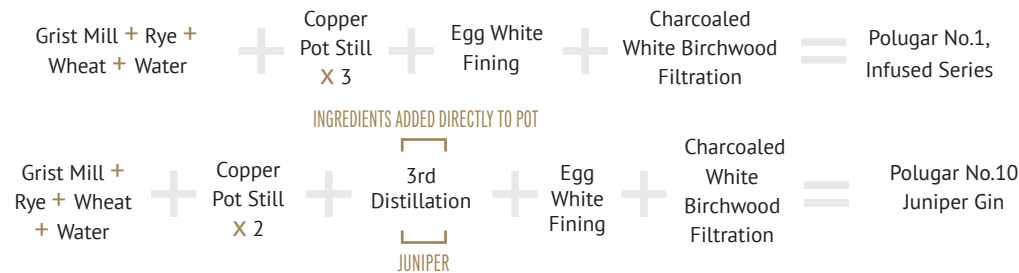 Grist Mill + Rye +
Wheat + Water
+
Copper
Pot Still
X 3
+
Egg White
Fining
+
Charcoaled
White Birchwood
Filtration
=
Polugar No.1,
Infused Series
INGREDIENTS ADDED DIRECTLY TO POT
Grist Mill +
Rye + Wheat
+ Water
+
Copper
Pot Still
X 2
+
3rd
Distillation
JUNIPER
+
Egg
White
Fining
+
Charcoaled
White
Birchwood
Filtration
=
Polugar No.10
Juniper Gin